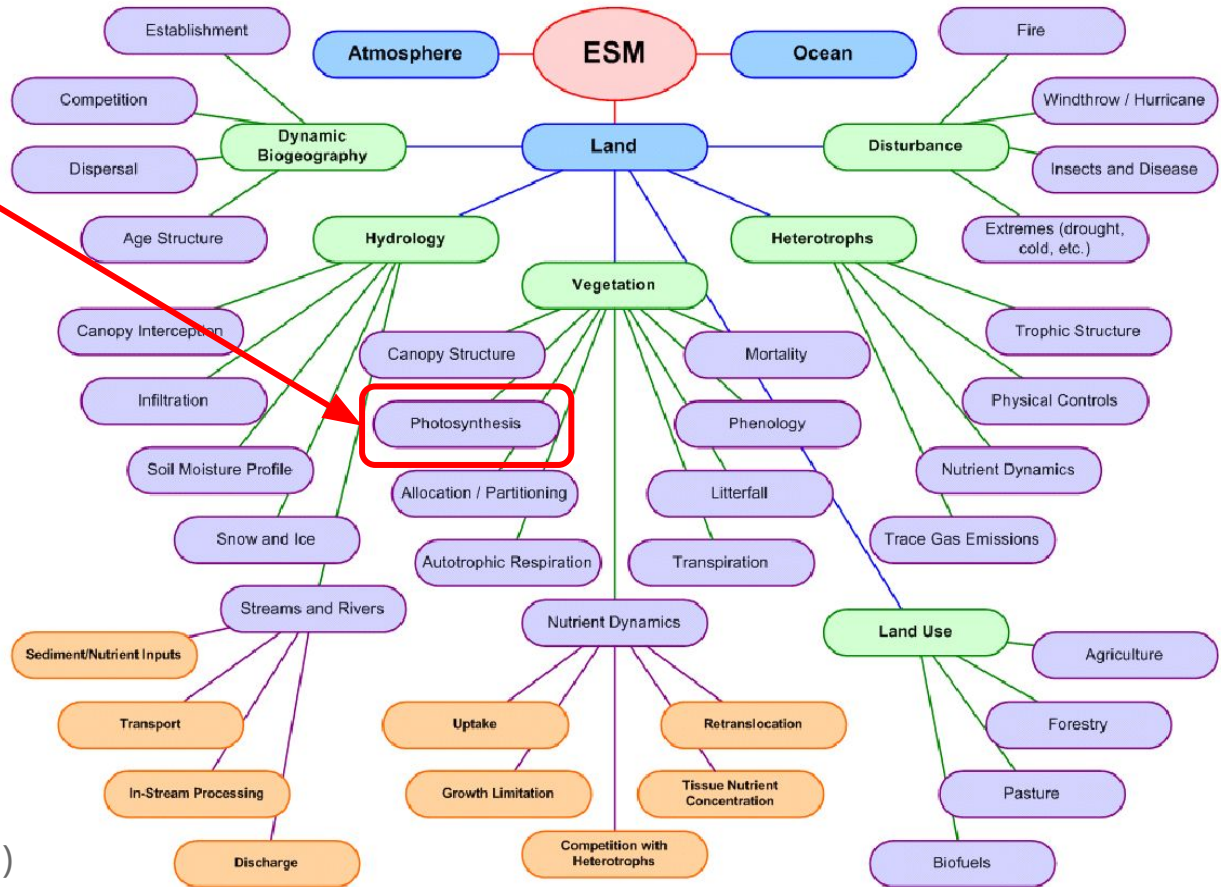 Establishment
Atmosphere
ESM
Ocean
Fire
Competition
Windthrow / Hurricane
Dynamic
Biogeography
Land
Disturbance
Dispersal
Insects and Disease
Age Structure
Hydrology
Heterotrophs
Extremes (drought,
cold, etc.)
Vegetation
Canopy Interception
Canopy Structure
Mortality
Trophic Structure
Infiltration
Photosynthesis
Phenology
Physical Controls
Soil Moisture Profile
Allocation / Partitioning
Litterfall
Nutrient Dynamics
Snow and Ice
Autotrophic Respiration
Transpiration
Trace Gas Emissions
Streams and Rivers
Nutrient Dynamics
Land Use
Sediment/Nutrient Inputs
Agriculture
Transport
Uptake
Retranslocation
Forestry
In-Stream Processing
Growth Limitation
Tissue Nutrient
Concentration
Pasture
Discharge
Competition with
Heterotrophs
Biofuels
)